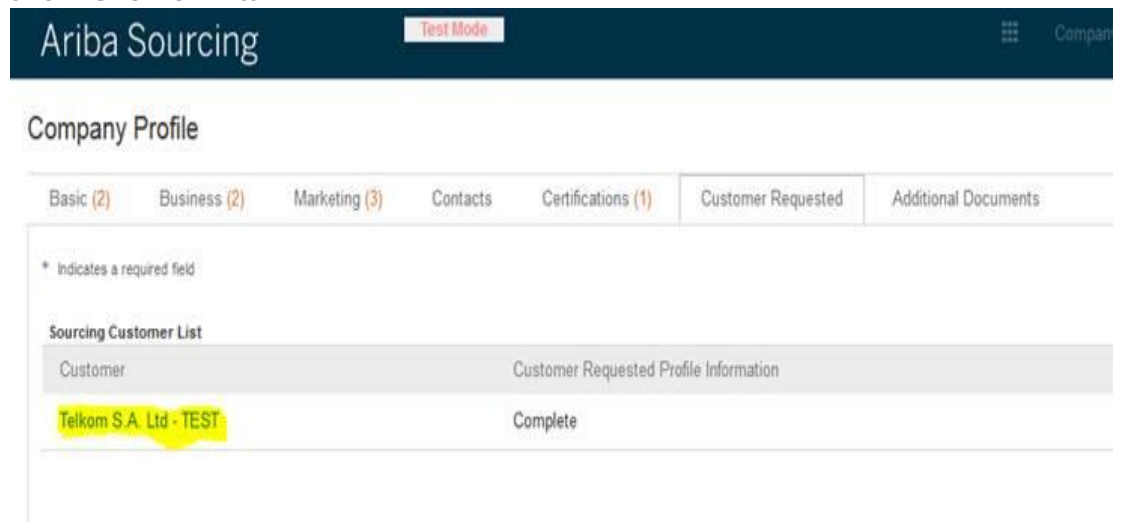 Ariba Sourcing
Test Mode
Company Profile
Basic (2) Business (2) Marketing (3) Contacts Certifications (1) Customer Requested Additional Documents
* Indicates a required field
Sourcing Customer List
Customer Customer Requested Profile Information
Telkom S.A. Ltd - TEST Complete